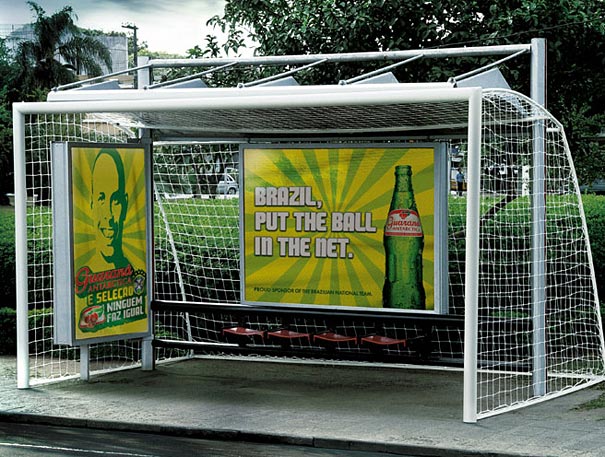 BRAZIL,
PUT THE BALL
IN THE NET.
Guaraná
ANTARCTICA
PROUD SPONSOR OF THE BRAZILIAN NATIONAL TEAM.
Guaraná
ANTARCTICA
E SELEÇÃO
NINGUÉM
FAZ IGUAL